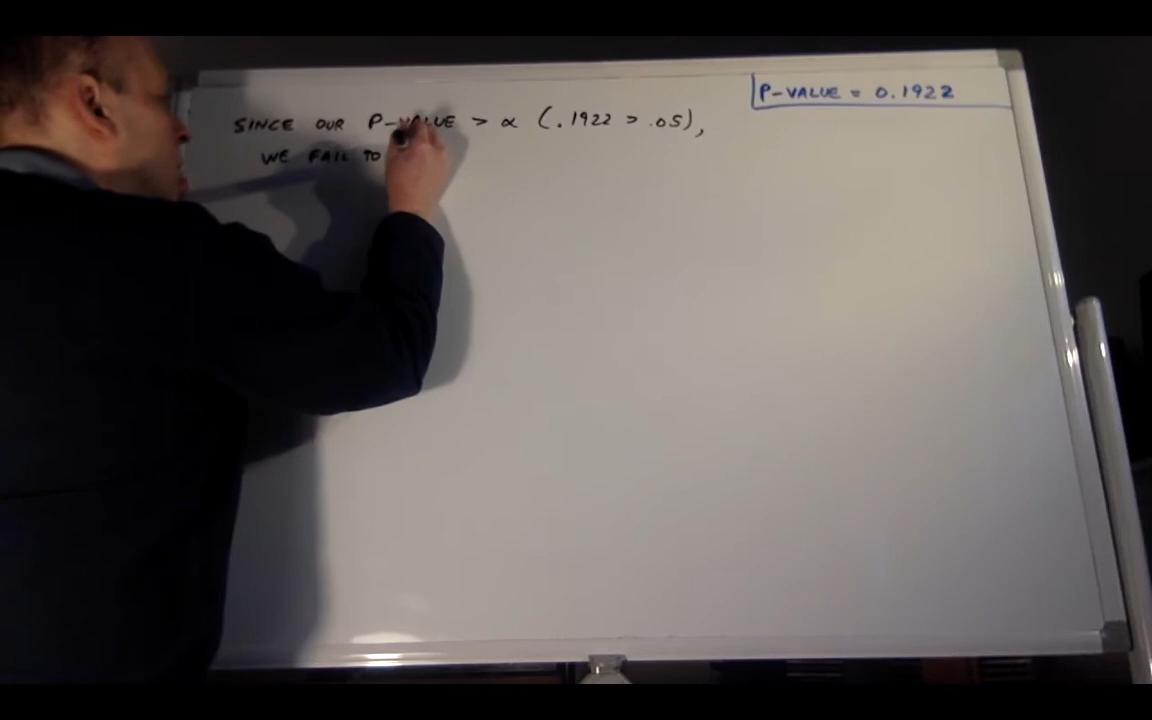 P-VALUE = 0.1922
SINCE OUR P-VALUE > α (.1922 > .05),
WE FAIL TO